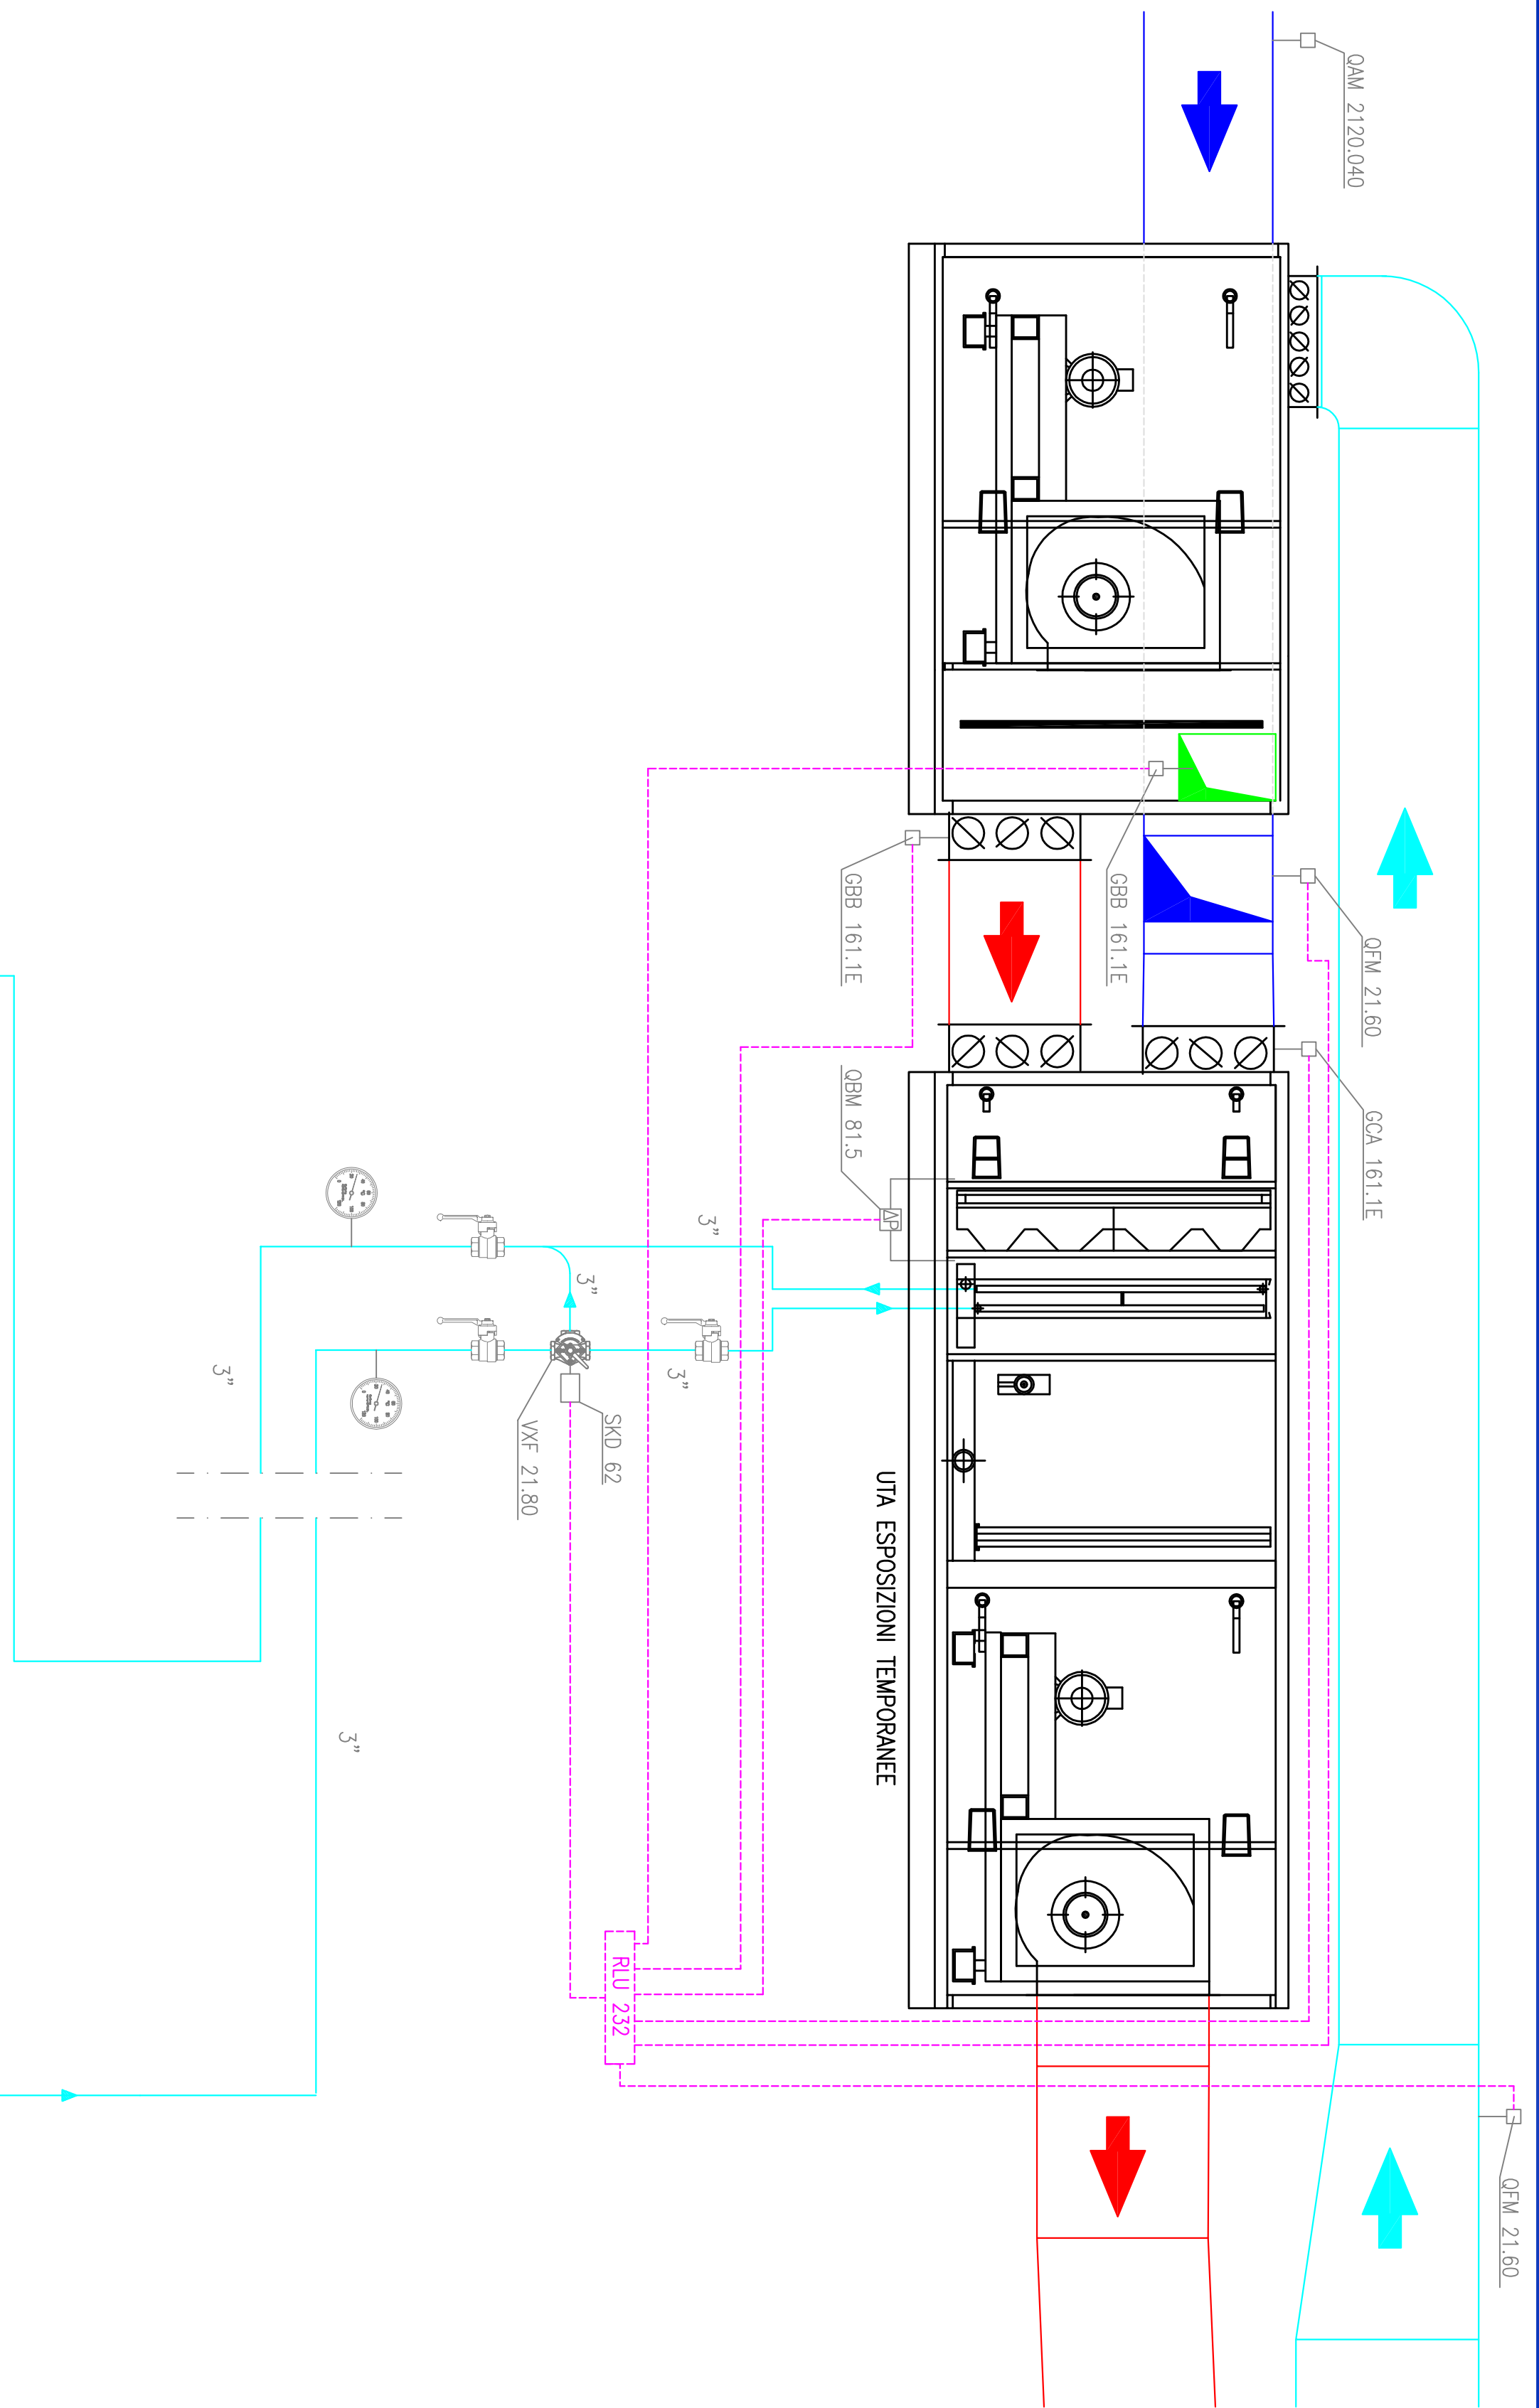 QAM 2120.040
QFM 21.60
GCA 161.1E
QFM 21.60
GBB 161.1E
GBB 161.1E
QBM 81.5
ΔP
UTA ESPOSIZIONI TEMPORANEE
3"
3"
3"
SKD 62
VXF 21.80
RLU 232
3"
3"